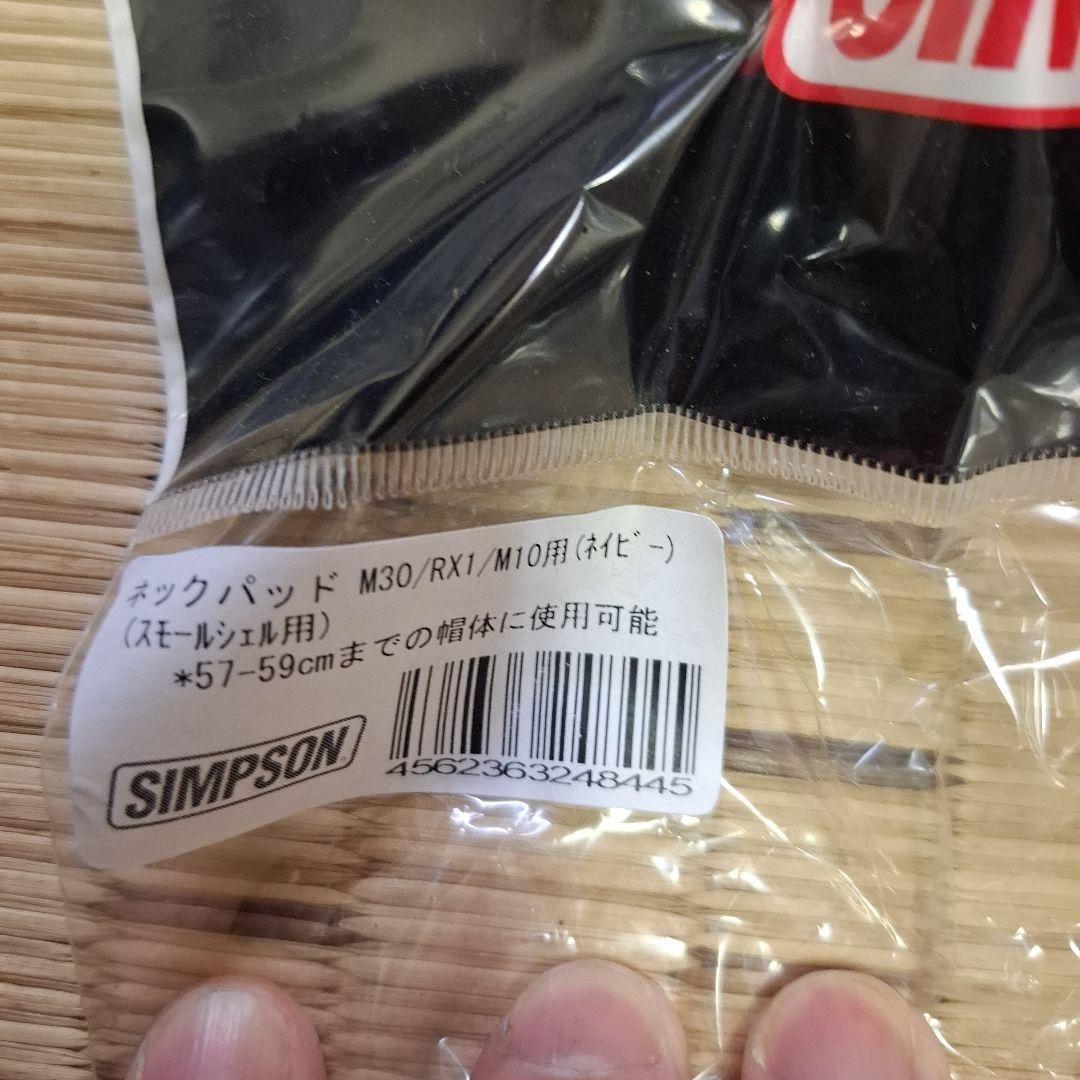 ネックパッド M30/RX1/M10用(ネイビー)
(スモールシェル用)
*57-59cmまでの帽体に使用可能
SIMPSON
4562363248445